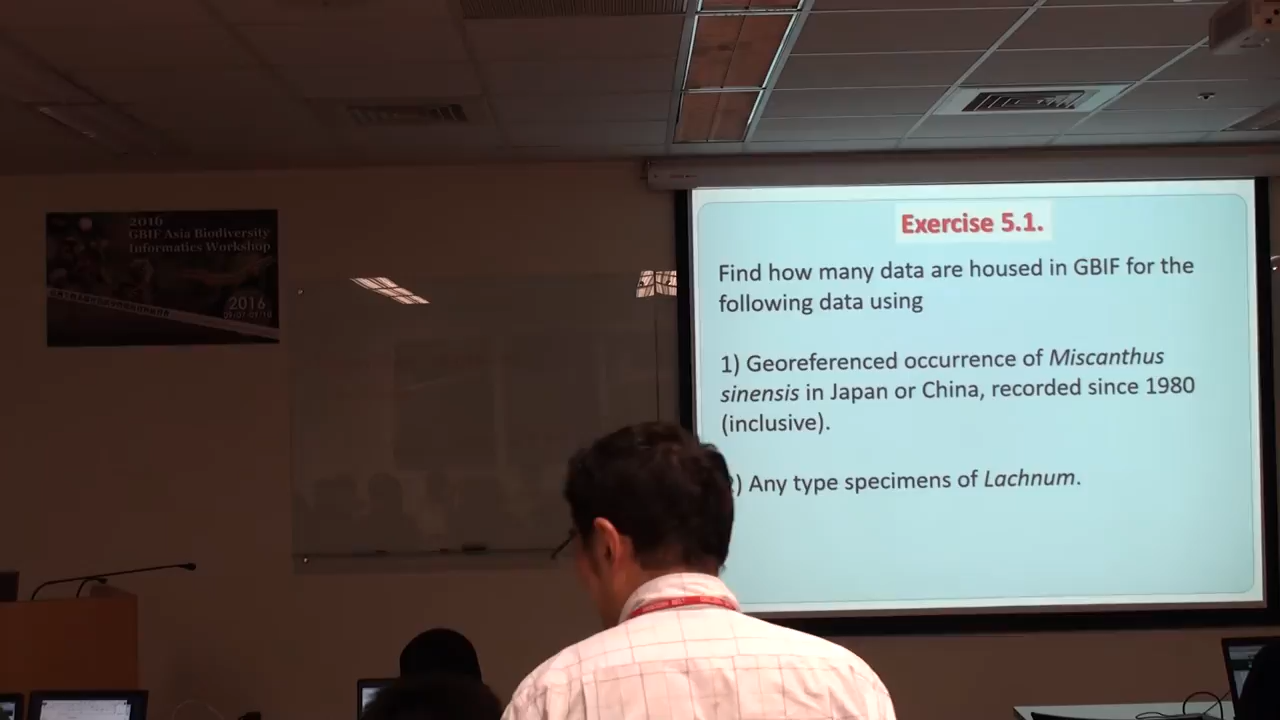 2016
GBIF Asia Biodiversity
Informatics Workshop
2016
Exercise 5.1.
Find how many data are housed in GBIF for the
following data using
1) Georeferenced occurrence of Miscanthus
sinensis in Japan or China, recorded since 1980
(inclusive).
) Any type specimens of Lachnum.